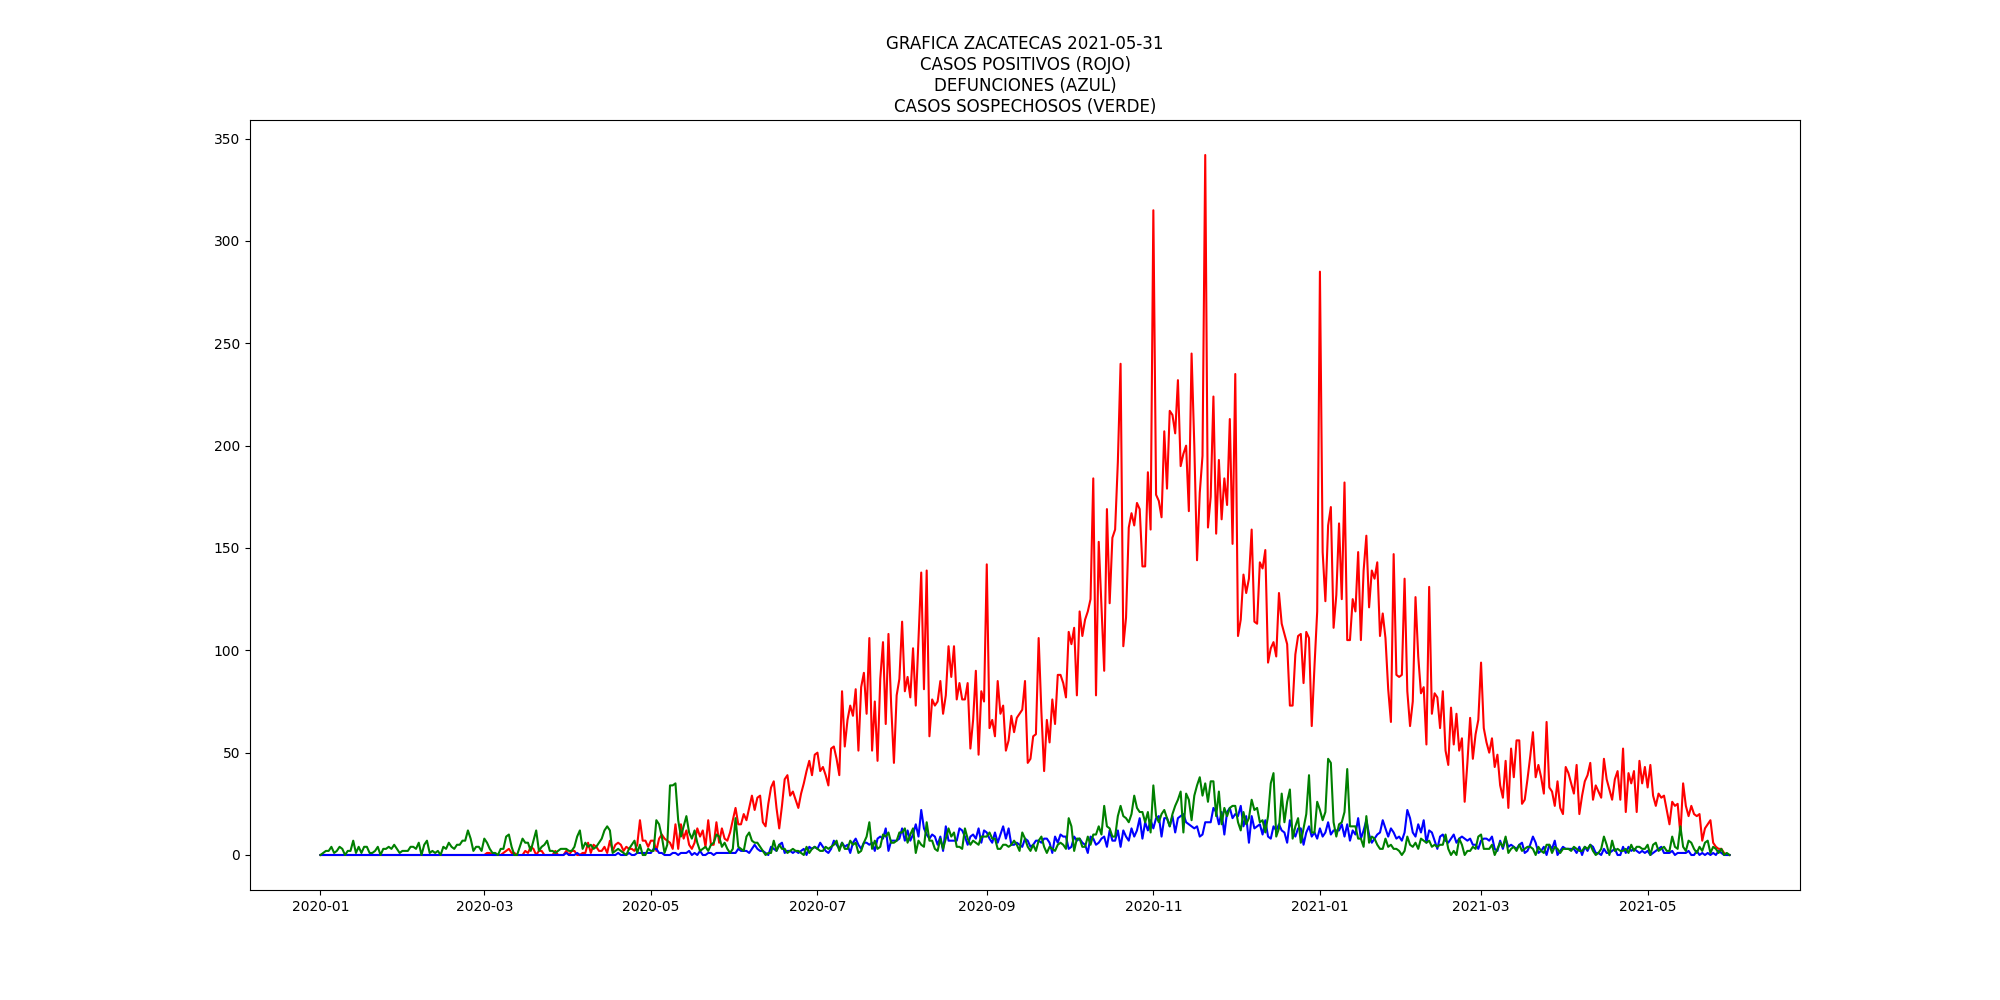 GRAFICA ZACATECAS 2021-05-31
CASOS POSITIVOS (ROJO)
DEFUNCIONES (AZUL)
CASOS SOSPECHOSOS (VERDE)
350
300
250
200
150
100
50
0
2020-01 2020-03 2020-05 2020-07 2020-09 2020-11 2021-01 2021-03 2021-05